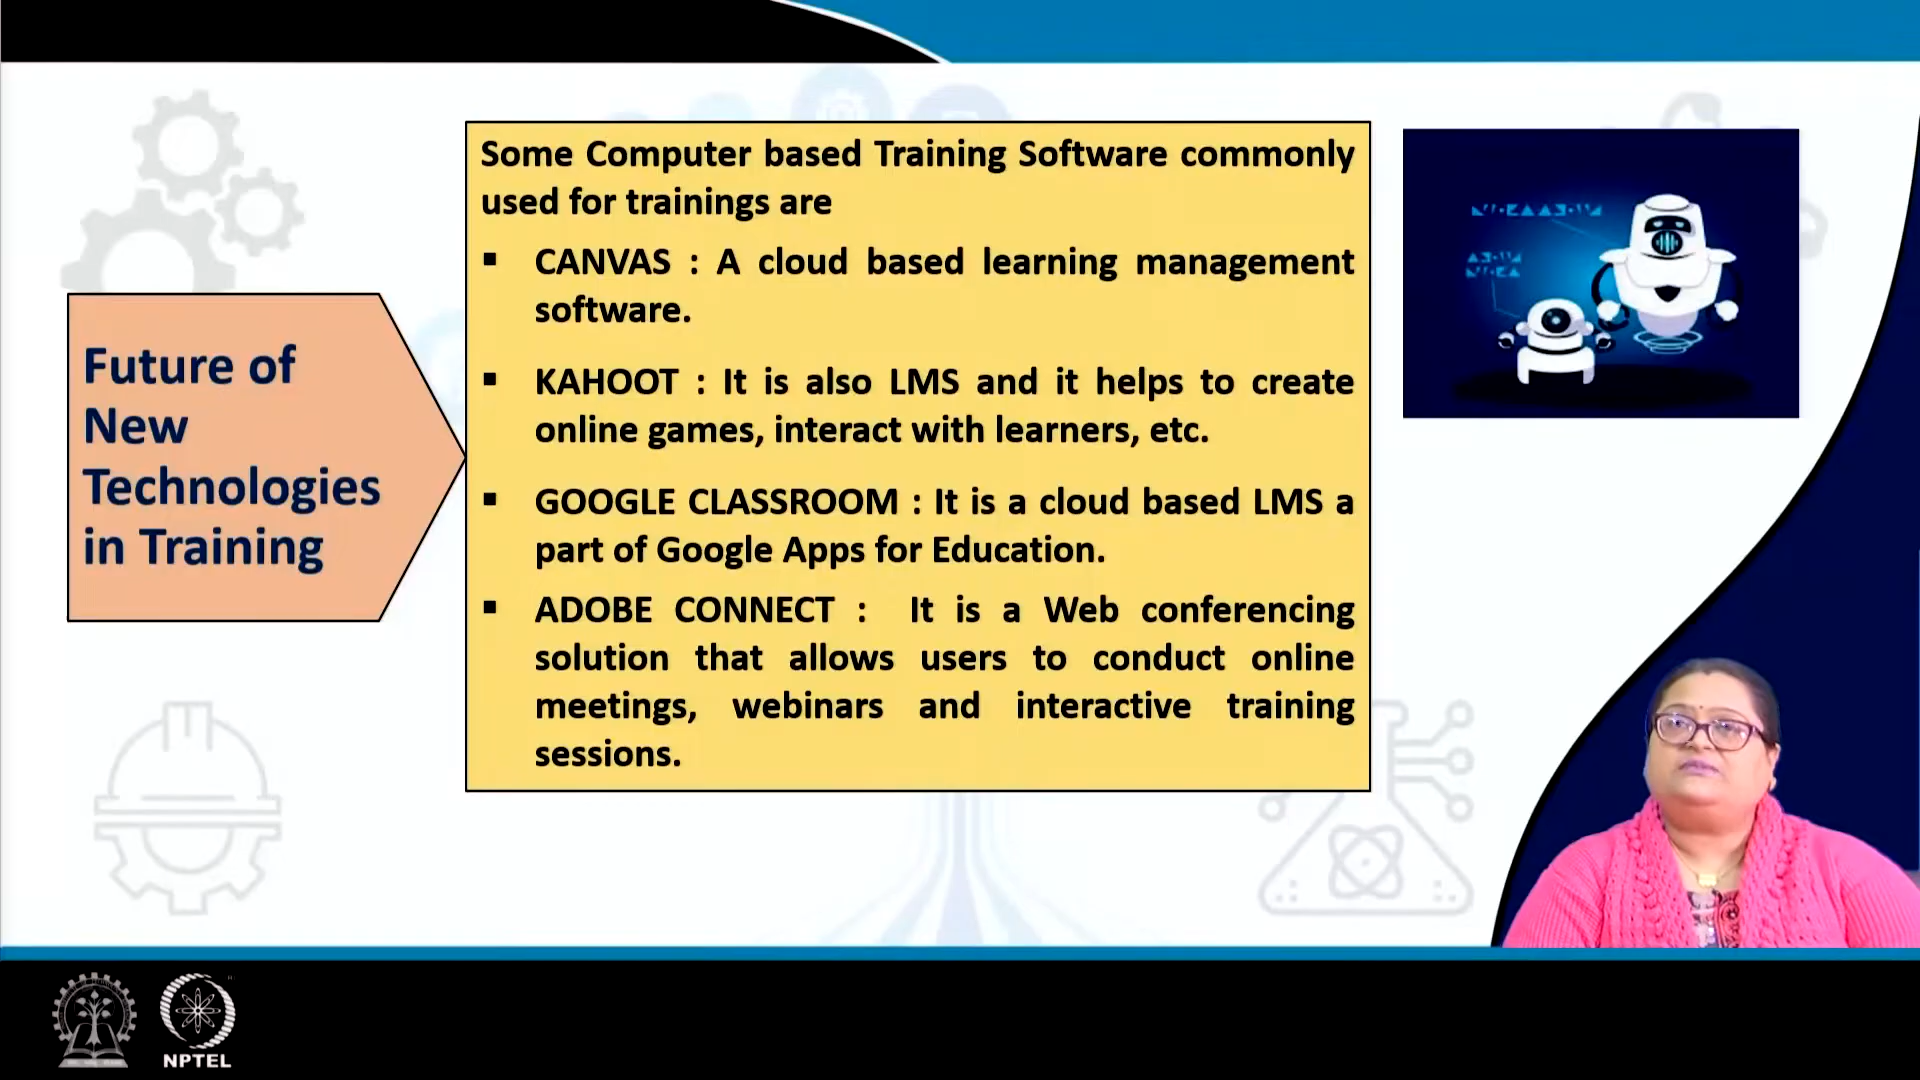 Future of
New
Technologies
in Training
Some Computer based Training Software commonly
used for trainings are
▪ CANVAS : A cloud based learning management
software.
▪ KAHOOT : It is also LMS and it helps to create
online games, interact with learners, etc.
▪ GOOGLE CLASSROOM : It is a cloud based LMS a
part of Google Apps for Education.
▪ ADOBE CONNECT : It is a Web conferencing
solution that allows users to conduct online
meetings, webinars and interactive training
sessions.
NPTEL